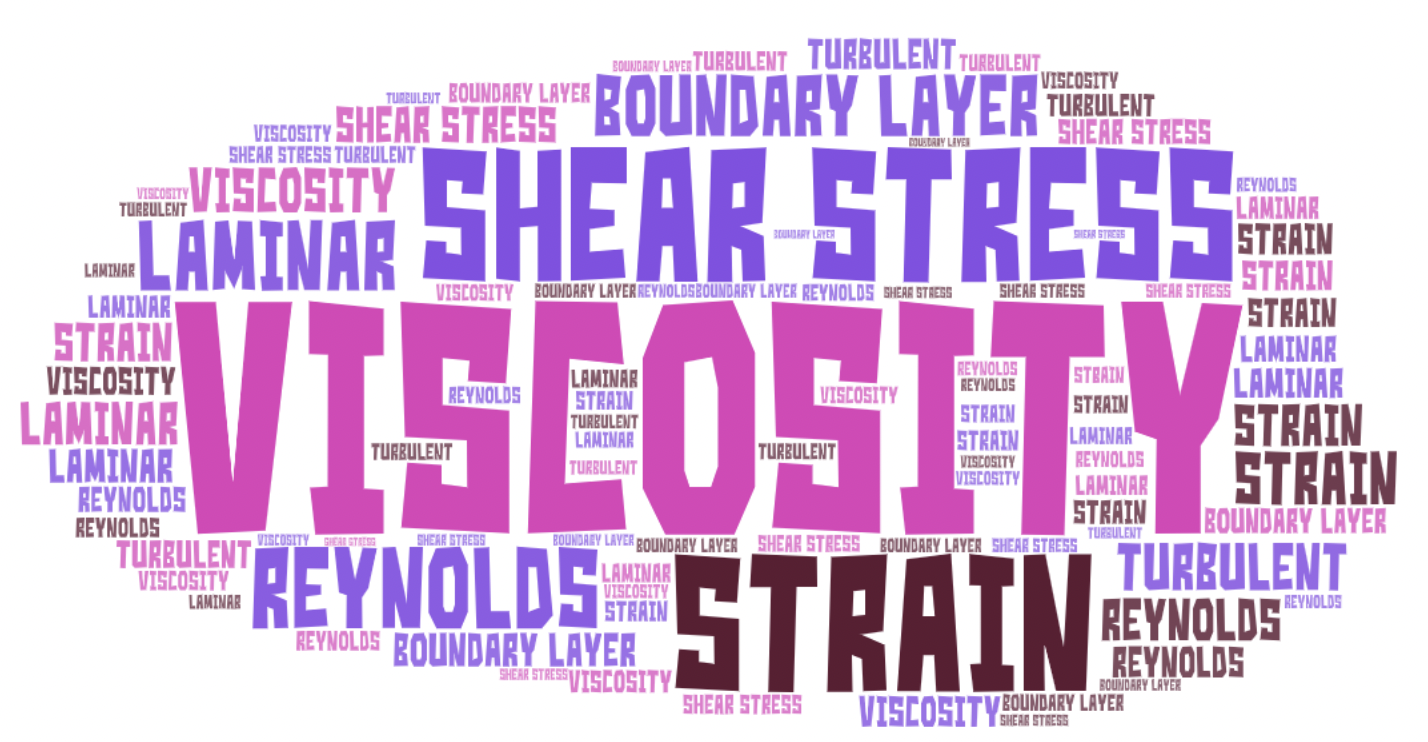 TURBULENT
BOUNDARY LAYER TURBULENT TURBULENT
VISCOSITY
TURBULENT BOUNDARY LAYER BOUNDARY LAYER TURBULENT
VISCOSITY SHEAR STRESS SHEAR STRESS
BOUNDARY LAYER
SHEAR STRESS TURBULENT
SHEAR STRESS
VISCOSITY VISCOSITY REYNOLDS
TURBULENT LAMINAR
BOUNDARY LAYER SHEAR STRESS STRAIN
LAMINAR
LAMINAR STRAIN
VISCOSITY BOUNDARY LAYER REYNOLDS BOUNDARY LAYER REYNOLDS SHEAR STRESS SHEAR STRESS SHEAR STRESS
LAMINAR STRAIN
VISCOSITY
STRAIN LAMINAR
REYNOLDS STBAIN
VISCOSITY LAMINAR REYNOLDS LAMINAR
REYNOLDS STRAIN VISCOSITY STRAIN
LAMINAR TURBULENT STRAIN STRAIN
LAMINAR STRAIN LAMINAR
TURBULENT TURBULENT
LAMINAR TURBULENT VISCOSITY REYNOLDS
VISCOSITY STRAIN
REYNOLDS LAMINAR
REYNOLDS STRAIN BOUNDARY LAYER
TURBULENT
VISCOSITY SHEAR STRESS SHEAR STRESS BOUNDARY LAYER BOUNDARY LAYER SHEAR STRESS BOUNDARY LAYER SHEAR STRESS
TURBULENT TURBULENT
VISCOSITY REYNOLDS LAMINAR
VISCOSITY
LAMINAR STRAIN REYNOLDS
STRAIN REYNOLDS
REYNOLDS BOUNDARY LAYER REYNOLDS
SHEAR STRESS VISCOSITY BOUNDARY LAYER
SHEAR STRESS VISCOSITY BOUNDARY LAYER
SHEAR STRESS